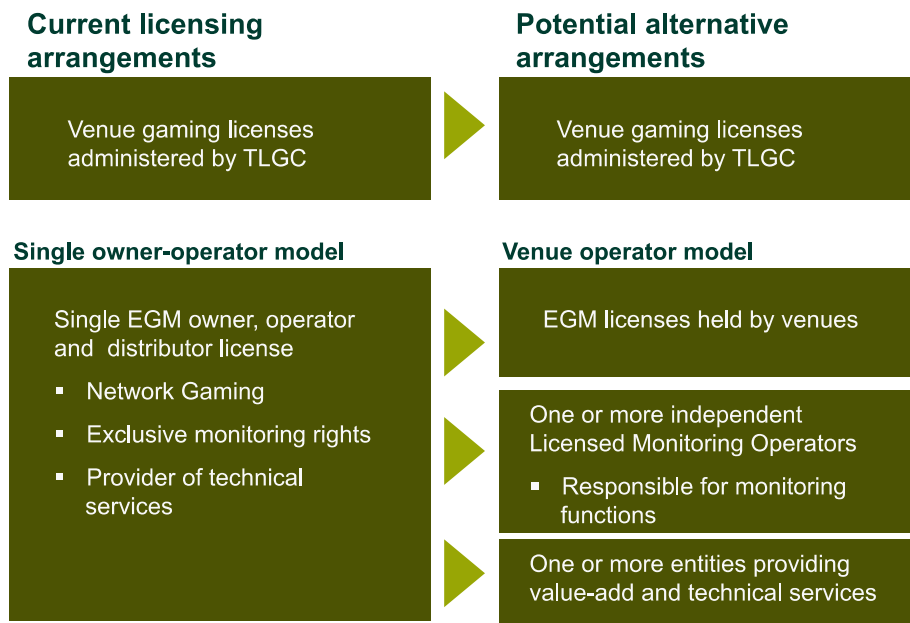 Current licensing
arrangements
Potential alternative
arrangements
Venue gaming licenses
administered by TLGC
Venue gaming licenses
administered by TLGC
Single owner-operator model
Venue operator model
Single EGM owner, operator
and distributor license
▪ Network Gaming
▪ Exclusive monitoring rights
▪ Provider of technical
services
EGM licenses held by venues
One or more independent
Licensed Monitoring Operators
▪ Responsible for monitoring
functions
One or more entities providing
value-add and technical services